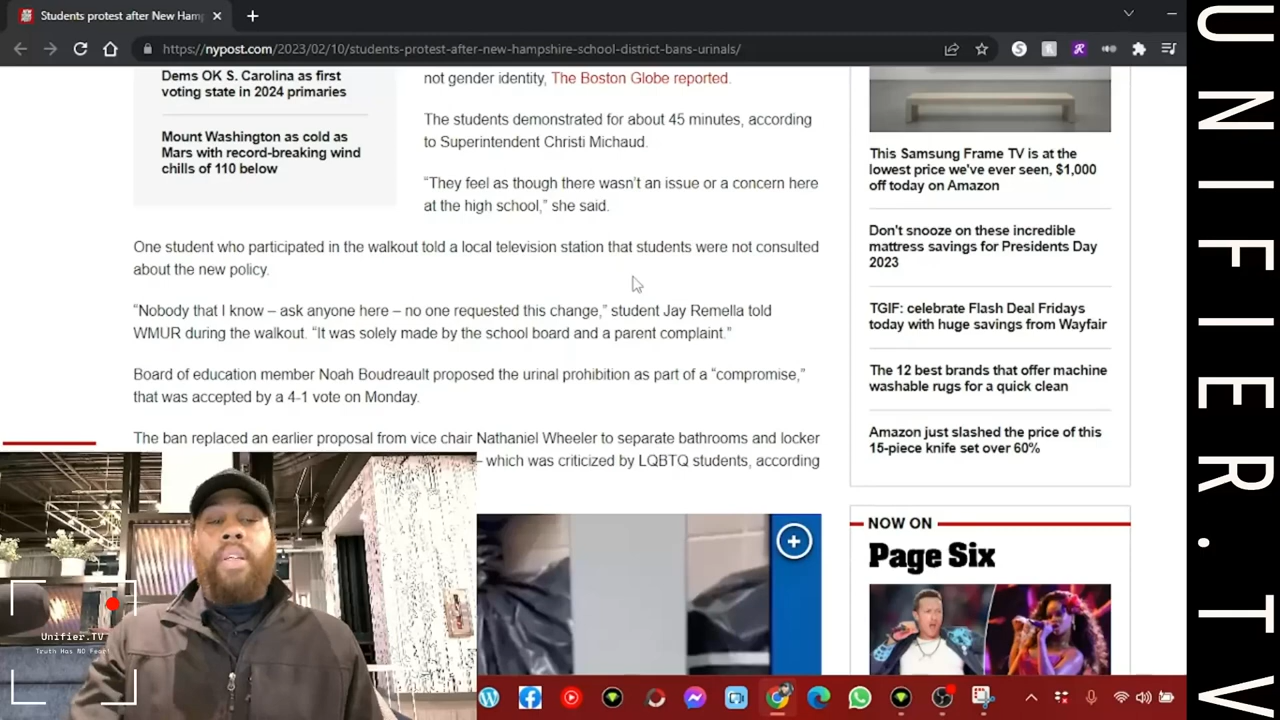 Students protest after New Hamp
https://nypost.com/2023/02/10/students-protest-after-new-hampshire-school-district-bans-urinals/
Dems OK S. Carolina as first
voting state in 2024 primaries
Mount Washington as cold as
Mars with record-breaking wind
chills of 110 below
not gender identity, The Boston Globe reported.
The students demonstrated for about 45 minutes, according
to Superintendent Christi Michaud.
“They feel as though there wasn’t an issue or a concern here
at the high school,” she said.
One student who participated in the walkout told a local television station that students were not consulted
about the new policy.
“Nobody that I know – ask anyone here – no one requested this change,” student Jay Remella told
WMUR during the walkout. “It was solely made by the school board and a parent complaint.”
Board of education member Noah Boudreault proposed the urinal prohibition as part of a “compromise,”
that was accepted by a 4-1 vote on Monday.
The ban replaced an earlier proposal from vice chair Nathaniel Wheeler to separate bathrooms and locker
– which was criticized by LQBTQ students, according
This Samsung Frame TV is at the
lowest price we've ever seen, $1,000
off today on Amazon
Don't snooze on these incredible
mattress savings for Presidents Day
2023
TGIF: celebrate Flash Deal Fridays
today with huge savings from Wayfair
The 12 best brands that offer machine
washable rugs for a quick clean
Amazon just slashed the price of this
15-piece knife set over 60%
NOW ON
Page Six
Unifier.TV
Truth Has NO Fear!
UNIFIER.TV